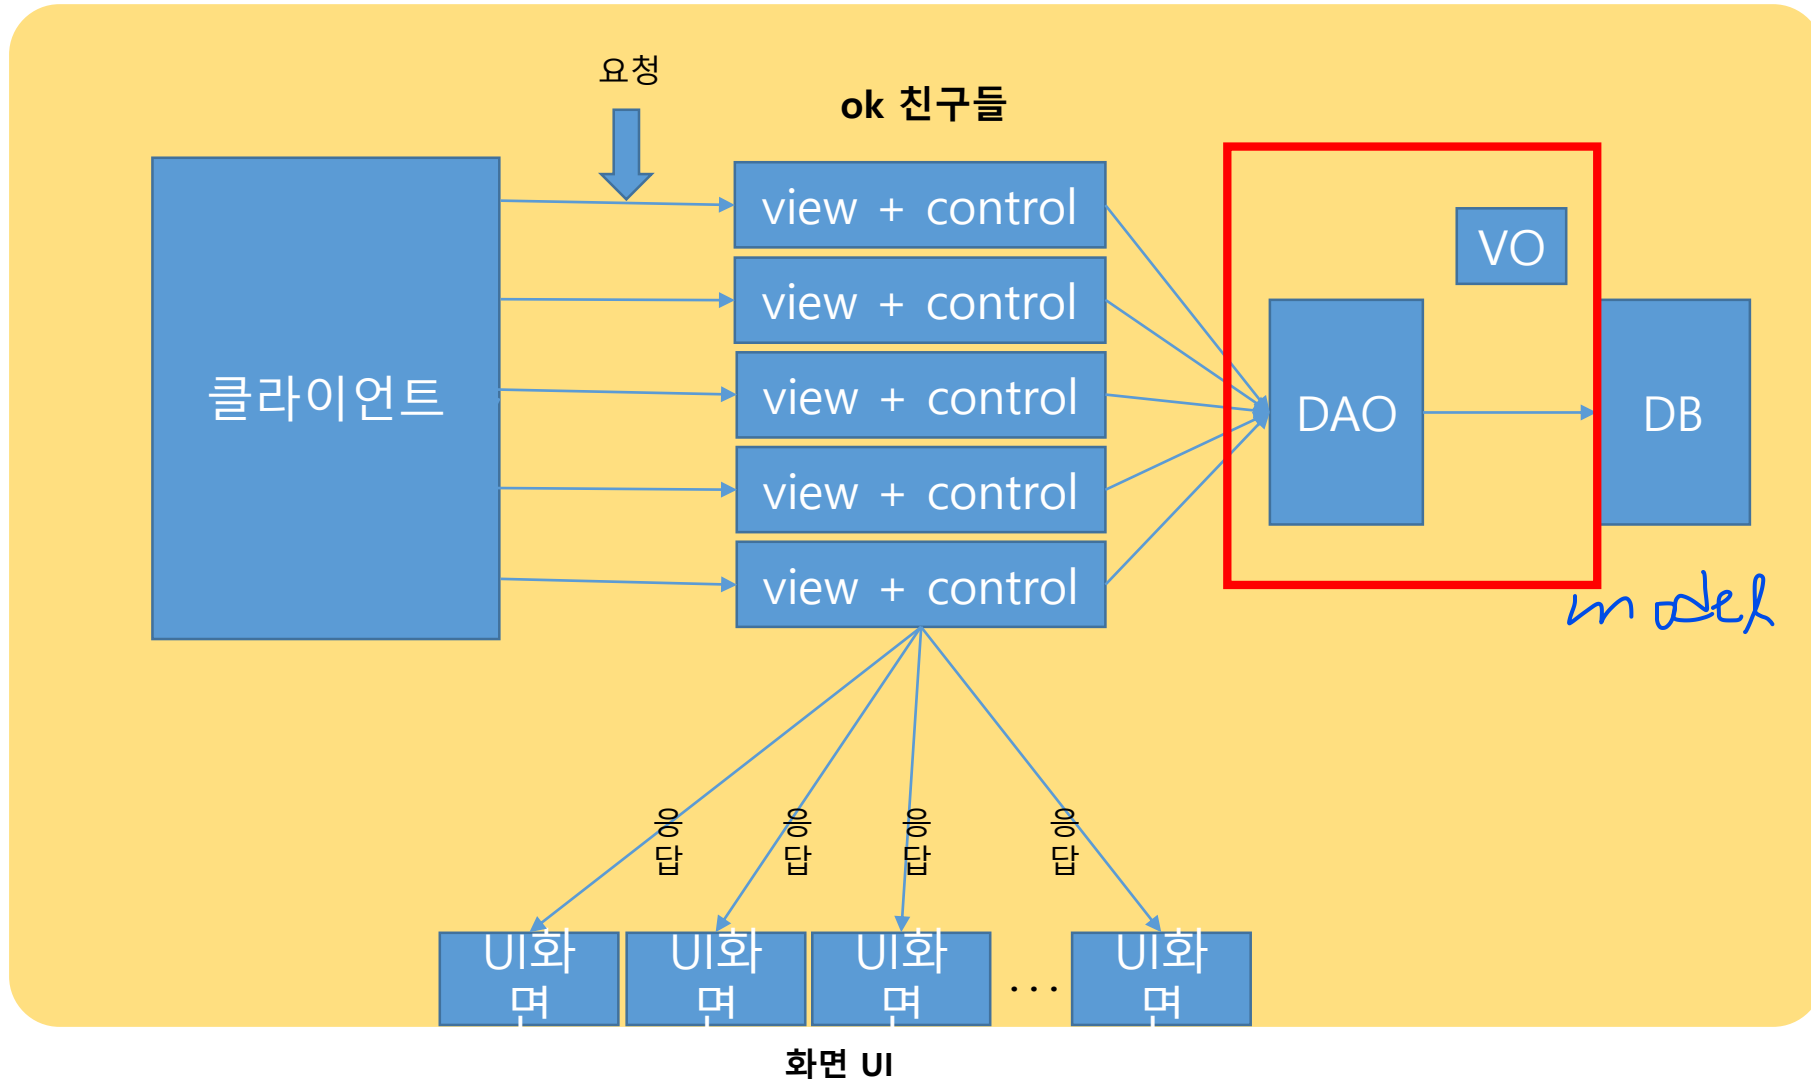 요청
ok 친구들
클라이언트
view + control
view + control
view + control
view + control
view + control
VO
DAO
DB
model
응답
응답
응답
응답
UI화
면
UI화
면
UI화
면
...
UI화
면
화면 UI